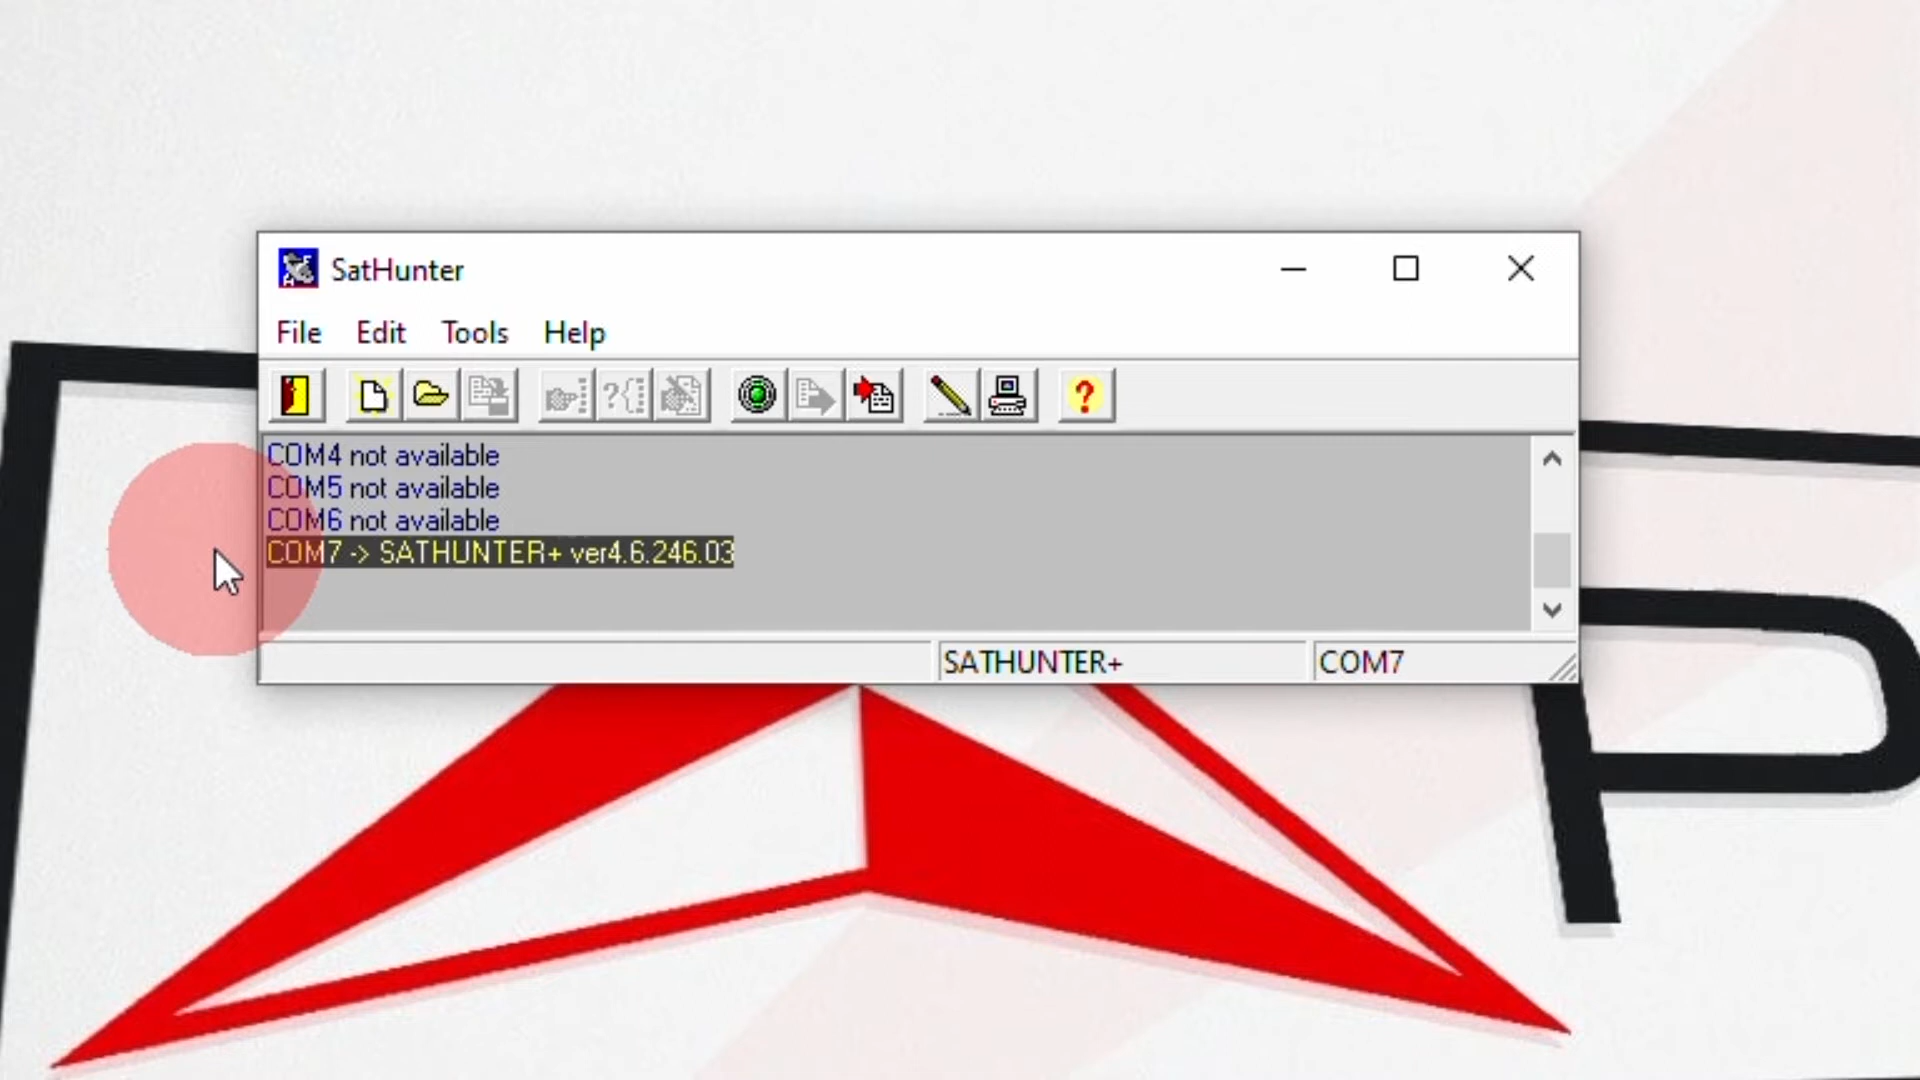 SatHunter
File Edit Tools Help
COM4 not available
COM5 not available
COM6 not available
COM7 -> SATHUNTER+ ver4.6.246.03
SATHUNTER+ COM7
P